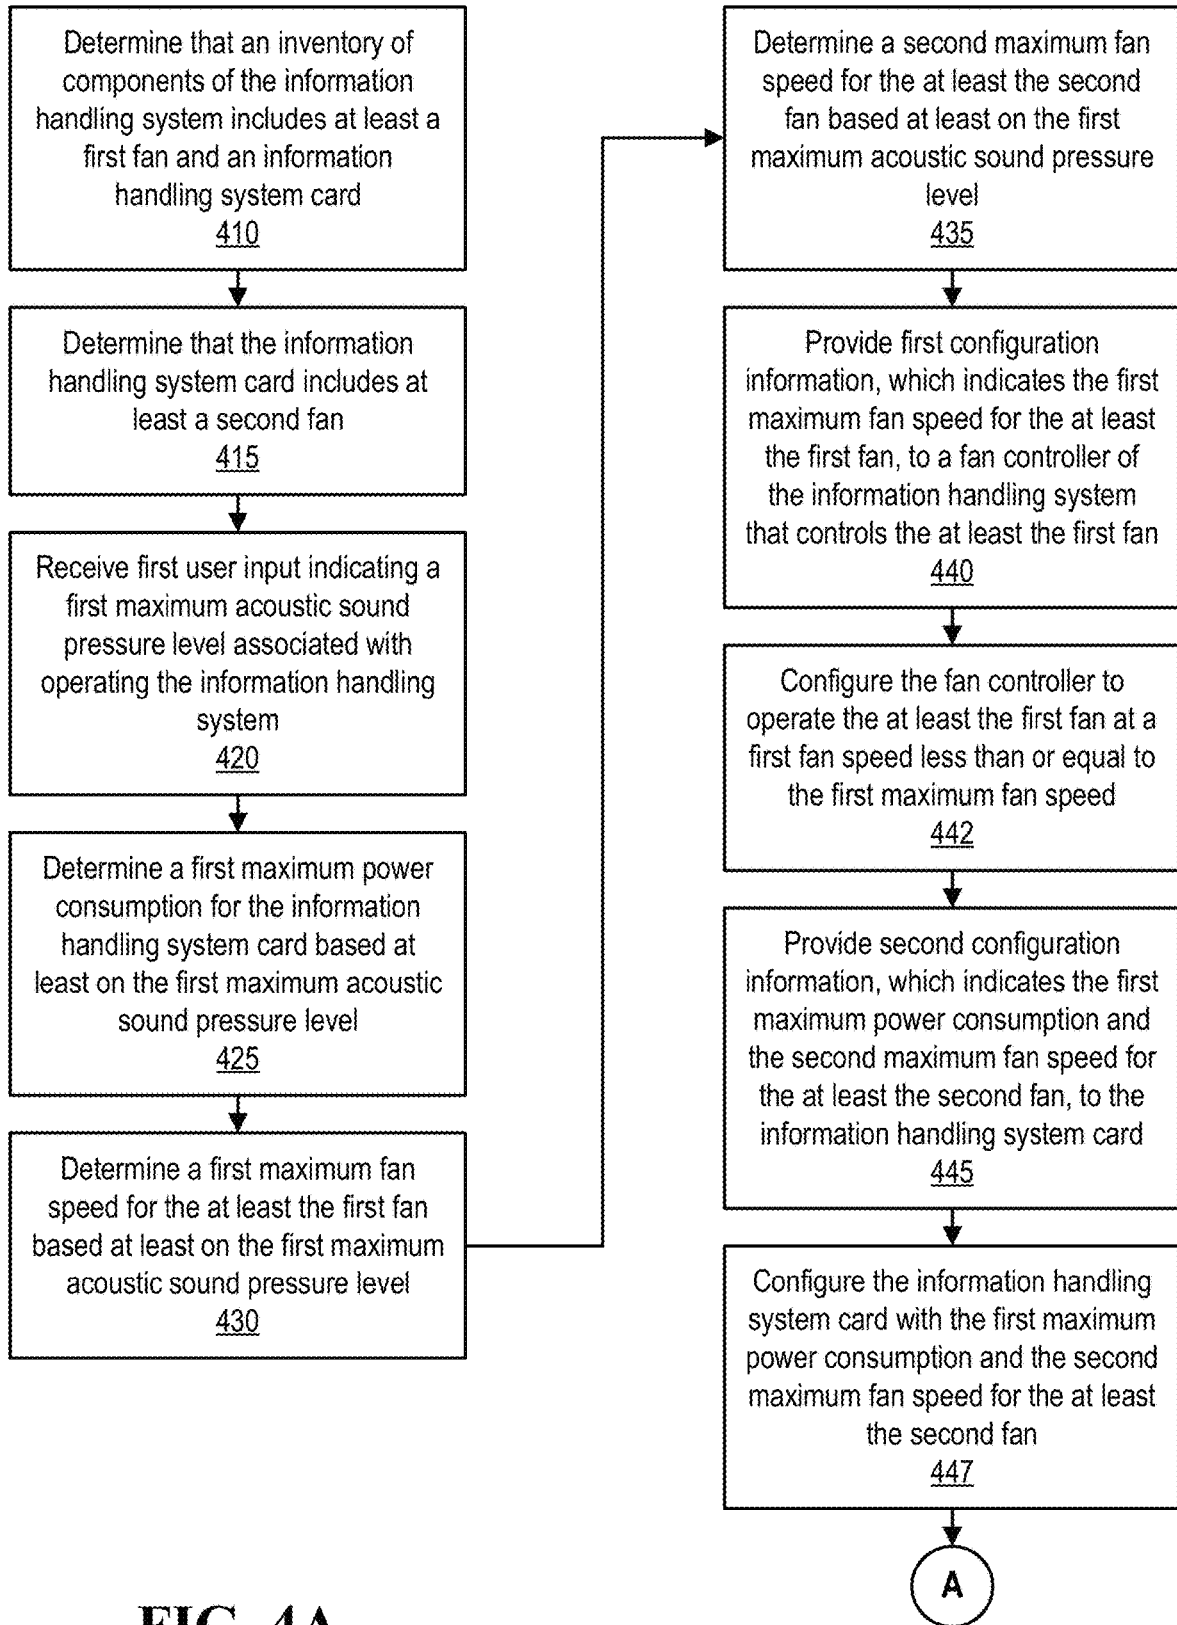 Determine that an inventory of
components of the information
handling system includes at least a
first fan and an information
handling system card
410
Determine that the information
handling system card includes at
least a second fan
415
Receive first user input indicating a
first maximum acoustic sound
pressure level associated with
operating the information handling
system
420
Determine a first maximum power
consumption for the information
handling system card based at
least on the first maximum acoustic
sound pressure level
425
Determine a first maximum fan
speed for the at least the first fan
based at least on the first maximum
acoustic sound pressure level
430
Determine a second maximum fan
speed for the at least the second
fan based at least on the first
maximum acoustic sound pressure
level
435
Provide first configuration
information, which indicates the first
maximum fan speed for the at least
the first fan, to a fan controller of
the information handling system
that controls the at least the first fan
440
Configure the fan controller to
operate the at least the first fan at a
first fan speed less than or equal to
the first maximum fan speed
442
Provide second configuration
information, which indicates the first
maximum power consumption and
the second maximum fan speed for
the at least the second fan, to the
information handling system card
445
Configure the information handling
system card with the first maximum
power consumption and the second
maximum fan speed for the at least
the second fan
447
A
FIG. 4A